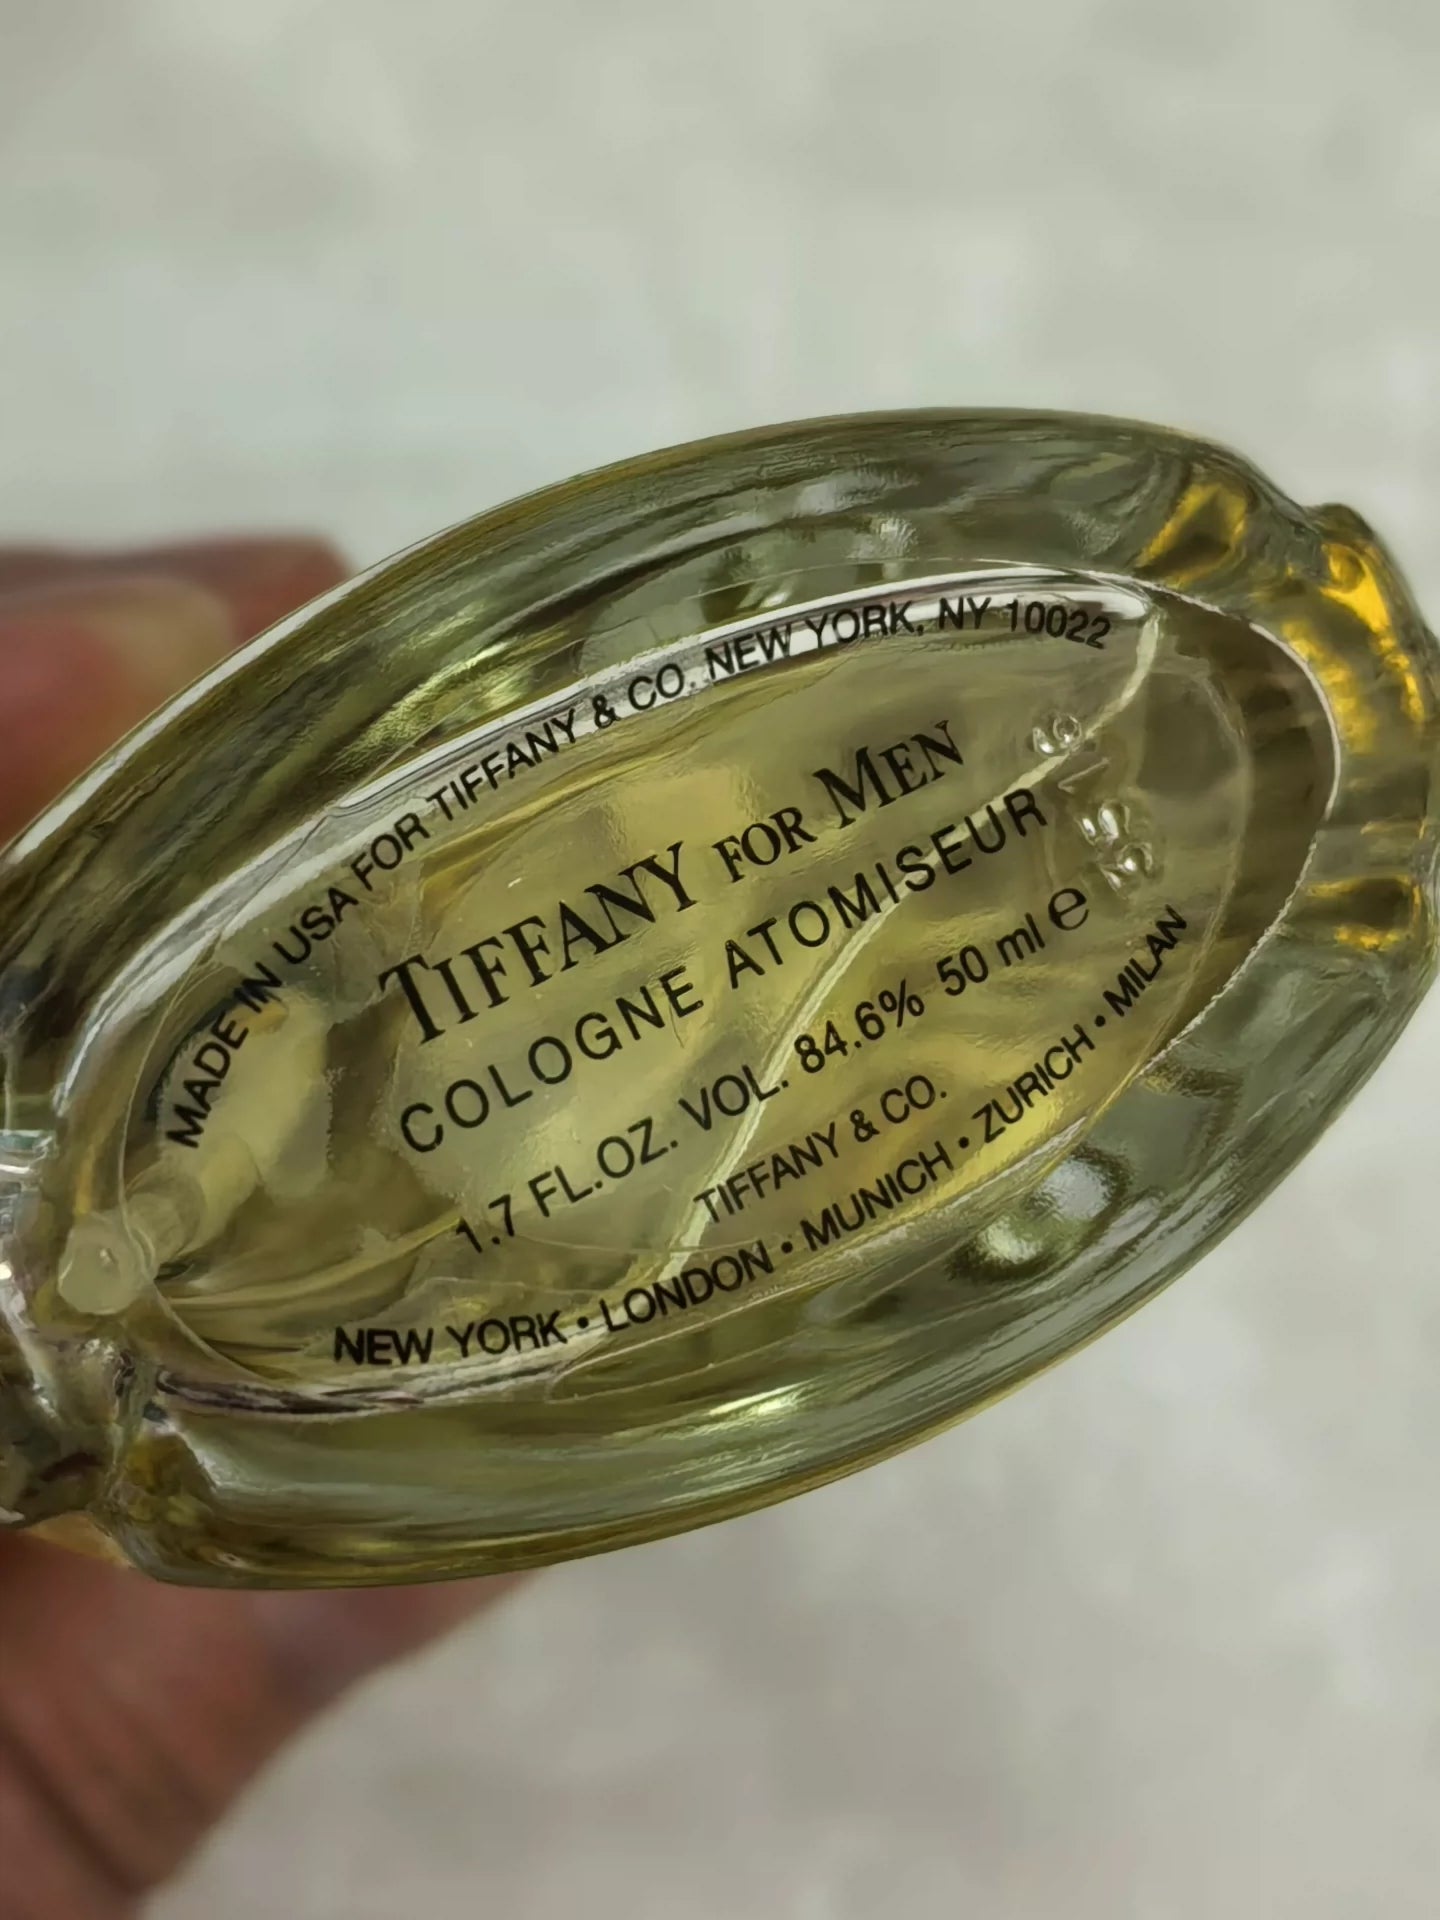 MADE IN USA FOR TIFFANY & CO. NEW YORK, NY 10022
TIFFANY FOR MEN
COLOGNE ATOMISEUR
1.7 FL.OZ. VOL. 84.6% 50 ml ℮
TIFFANY & CO.
NEW YORK • LONDON • MUNICH • ZURICH • MILAN